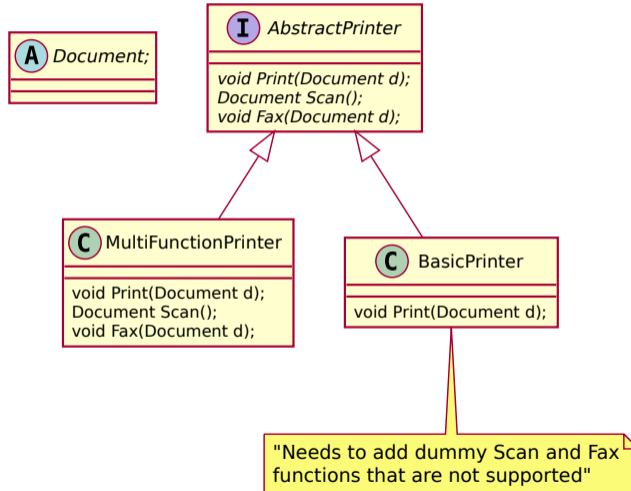 A Document;
I AbstractPrinter
void Print(Document d);
Document Scan();
void Fax(Document d);
C MultiFunctionPrinter
void Print(Document d);
Document Scan();
void Fax(Document d);
C BasicPrinter
void Print(Document d);
"Needs to add dummy Scan and Fax
functions that are not supported"